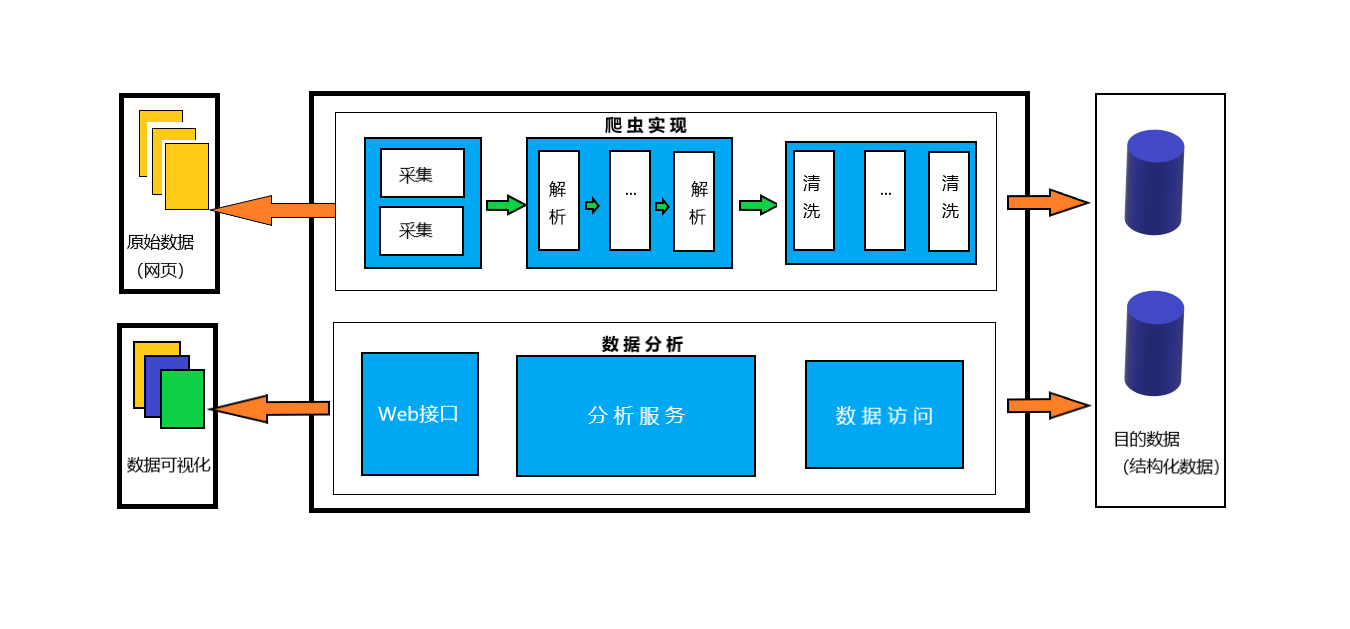 原始数据
（网页）
爬虫实现
采集
采集
解
析
...
解
析
清
洗
...
清
洗
数据可视化
数据分析
Web接口
分析服务
数据访问
目的数据
（结构化数据）